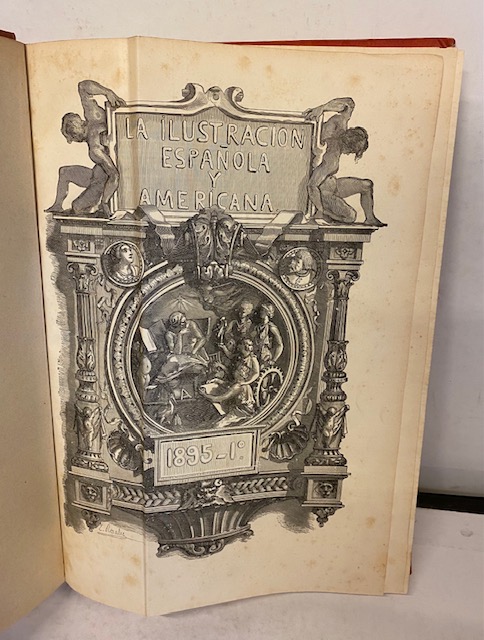 LA ILUSTRACION
ESPAÑOLA
Y
AMERICANA
1895-1º